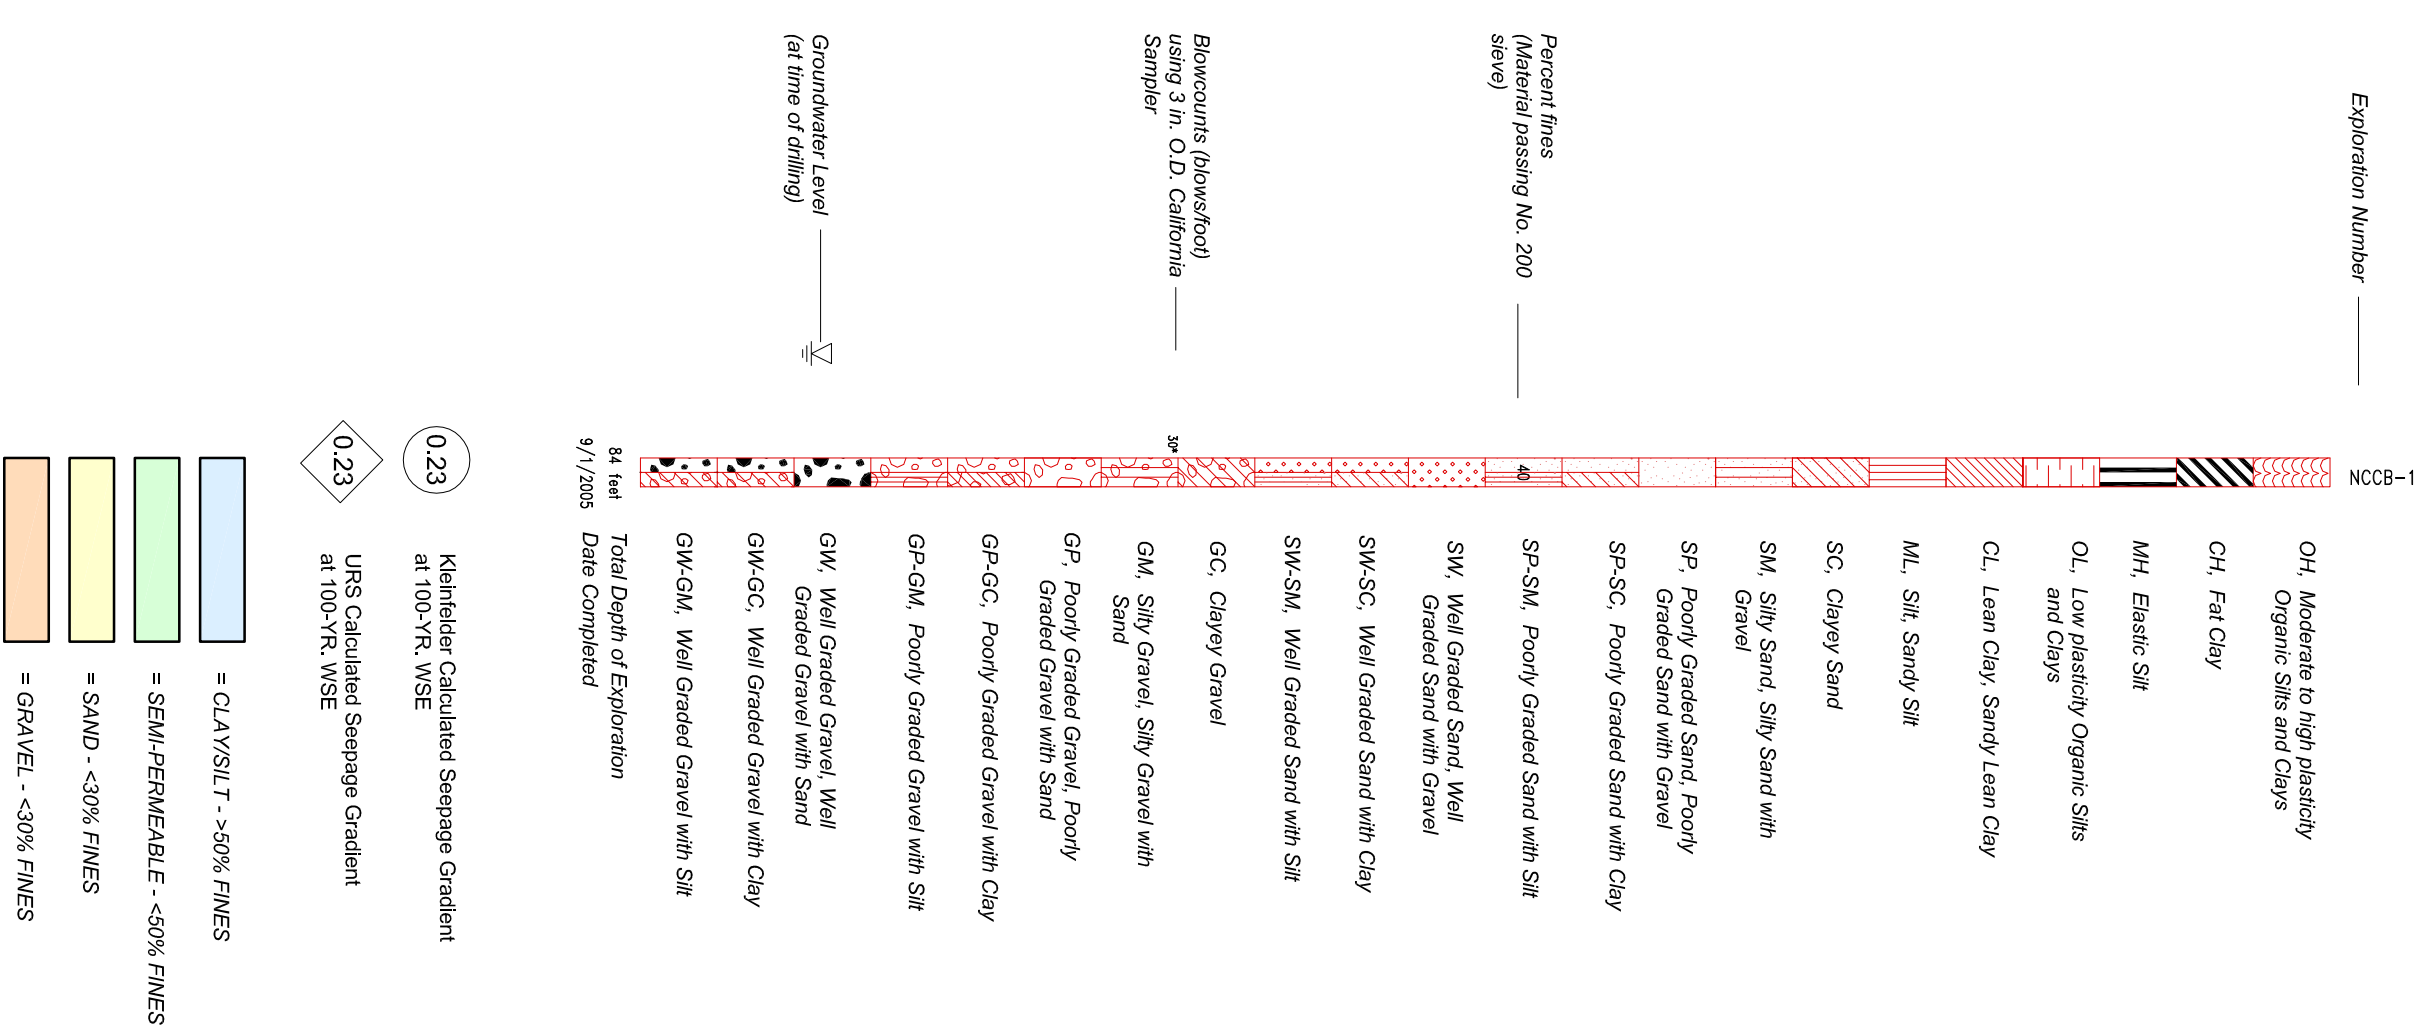 Exploration Number
NCCB-1
OH, Moderate to high plasticity
Organic Silts and Clays
CH, Fat Clay
MH, Elastic Silt
OL, Low plasticity Organic Silts
and Clays
CL, Lean Clay, Sandy Lean Clay
ML, Silt, Sandy Silt
SC, Clayey Sand
SM, Silty Sand, Silty Sand with
Gravel
SP, Poorly Graded Sand, Poorly
Graded Sand with Gravel
SP-SC, Poorly Graded Sand with Clay
Percent fines
(Material passing No. 200
sieve)
40
SP-SM, Poorly Graded Sand with Silt
SW, Well Graded Sand, Well
Graded Sand with Gravel
SW-SC, Well Graded Sand with Clay
SW-SM, Well Graded Sand with Silt
GC, Clayey Gravel
Blowcounts (blows/foot)
using 3 in. O.D. California
Sampler
30*
GM, Silty Gravel, Silty Gravel with
Sand
GP, Poorly Graded Gravel, Poorly
Graded Gravel with Sand
GP-GC, Poorly Graded Gravel with Clay
GP-GM, Poorly Graded Gravel with Silt
Groundwater Level
(at time of drilling)
GW, Well Graded Gravel, Well
Graded Gravel with Sand
GW-GC, Well Graded Gravel with Clay
GW-GM, Well Graded Gravel with Silt
84 feet Total Depth of Exploration
9/1/2005 Date Completed
0.23
Kleinfelder Calculated Seepage Gradient
at 100-YR. WSE
0.23
URS Calculated Seepage Gradient
at 100-YR. WSE
= CLAY/SILT - >50% FINES
= SEMI-PERMEABLE - <50% FINES
= SAND - <30% FINES
= GRAVEL - <30% FINES